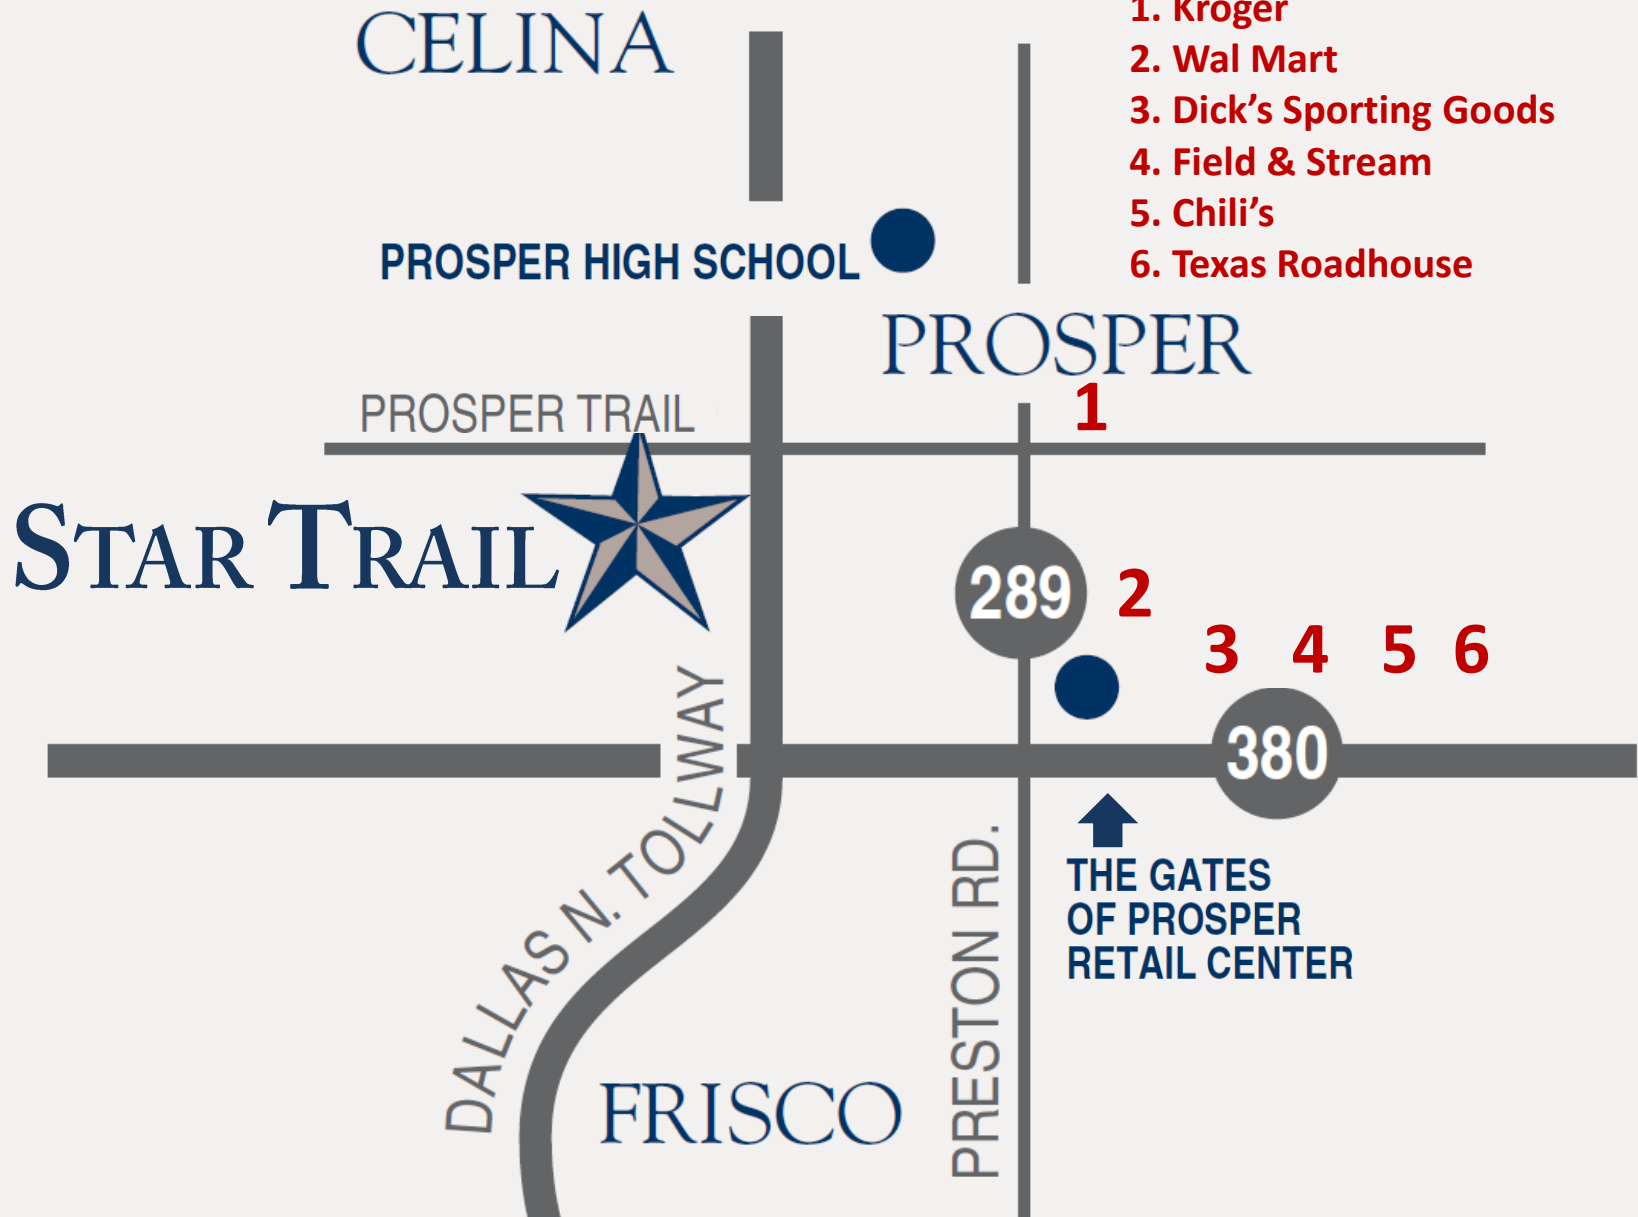 CELINA
1. Kroger
2. Wal Mart
3. Dick’s Sporting Goods
4. Field & Stream
5. Chili’s
6. Texas Roadhouse
PROSPER HIGH SCHOOL
PROSPER
1
PROSPER TRAIL
STAR TRAIL
289
2
3 4 5 6
380
DALLAS N. TOLLWAY
PRESTON RD.
THE GATES
OF PROSPER
RETAIL CENTER
FRISCO